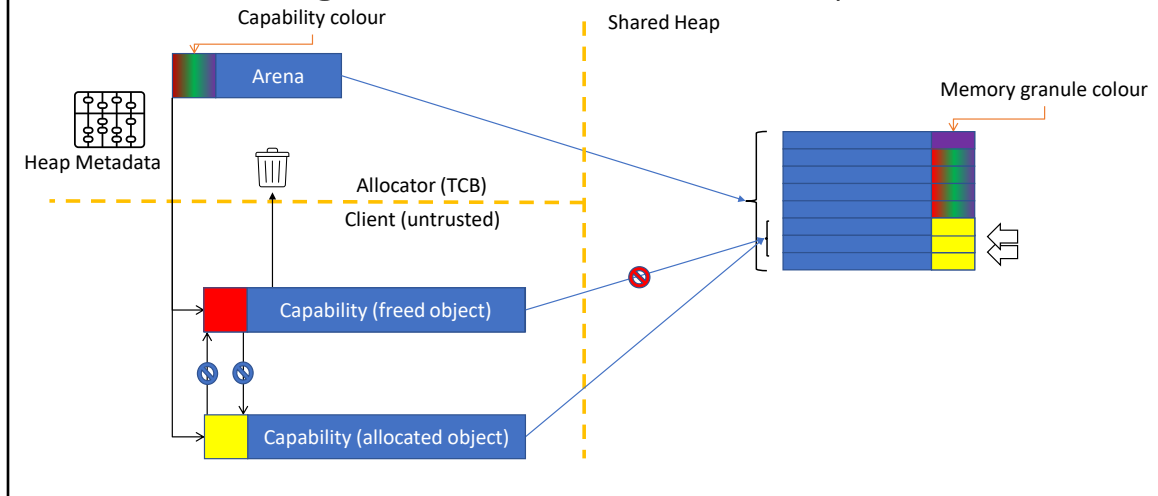 Capability colour
Shared Heap
Arena
Memory granule colour
Heap Metadata
Allocator (TCB)
Client (untrusted)
Capability (freed object)
Capability (allocated object)